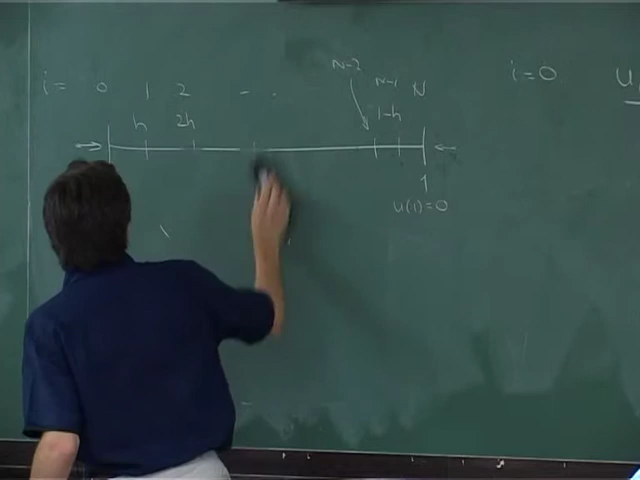 i = 0 1 2 - . N-2 N-1 N
h 2h 1-h
1
u(1)=0
i=0 u